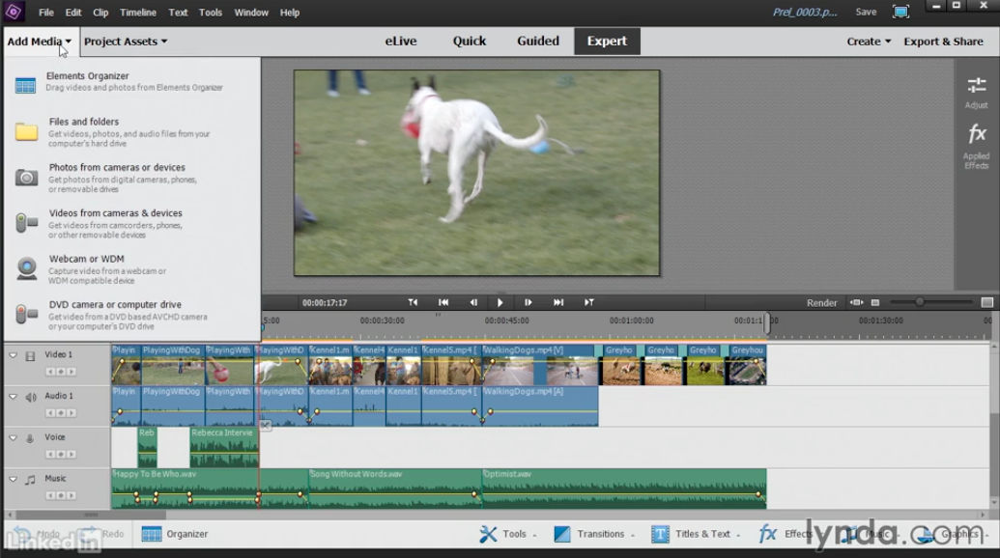 File Edit Clip Timeline Text Tools Window Help Prel_0003.p... Save
Add Media Project Assets eLive Quick Guided Expert Create Export & Share
Elements Organizer
Drag videos and photos from Elements Organizer
Files and folders
Get videos, photos, and audio files from your
computer's hard drive
Photos from cameras or devices
Get photos from digital cameras, phones,
or removable drives
Videos from cameras & devices
Get videos from camcorders, phones,
or other removable devices
Webcam or WDM
Capture video from a webcam or
WDM compatible device
DVD camera or computer drive
Get video from a DVD based AVCHD camera
or your computer's DVD drive
Adjust
fx
Applied
Effects
00:00:17:17 Render
5:00 00:00:30:00 00:00:45:00 00:01:00:00 00:01:1 00:01:30:00 00:
Video 1 Playin PlayingWithDog PlayingWith PlayingWithD Kennel1.m Kennel4 Kennel1 Kennel5.mp4 [ WalkingDogs.mp4 [V] Greyho Greyho Greyho Greyhou
Audio 1 Playin PlayingWithDog PlayingWith PlayingWithD Kennel1.m Kennel4 Kennel1 Kennel5.mp4 [ WalkingDogs.mp4 [A]
Voice Reb Rebecca Intervie
Music Happy To Be Who.wav Song Without Words.wav Optimist.wav
Undo Redo Organizer Tools Transitions T Titles & Text fx Effects Music Graphics
LinkedIn lynda.com